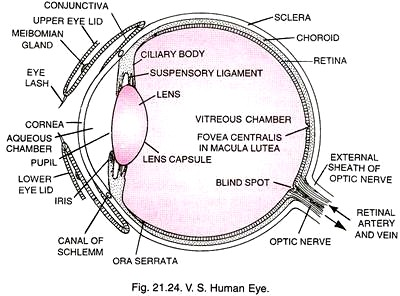 CONJUNCTIVA
UPPER EYE LID
MEIBOMIAN
GLAND
EYE
LASH
CORNEA
AQUEOUS
CHAMBER
PUPIL
LOWER
EYE LID
IRIS
CANAL OF
SCHLEMM
CILIARY BODY
SUSPENSORY LIGAMENT
LENS
LENS CAPSULE
ORA SERRATA
SCLERA
CHOROID
RETINA
VITREOUS CHAMBER
FOVEA CENTRALIS
IN MACULA LUTEA
BLIND SPOT
EXTERNAL
SHEATH OF
OPTIC NERVE
RETINAL
ARTERY
AND VEIN
OPTIC NERVE
Fig. 21.24. V. S. Human Eye.